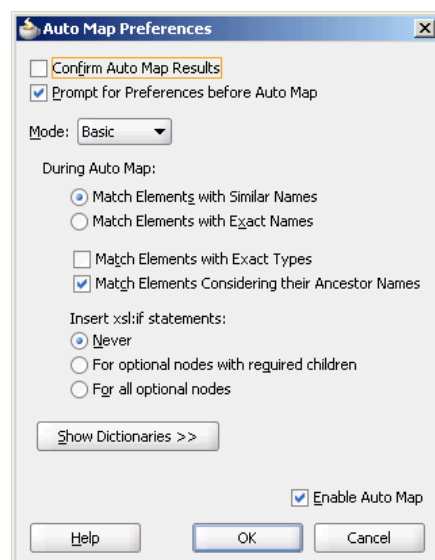 Auto Map Preferences
Confirm Auto Map Results
Prompt for Preferences before Auto Map
Mode: Basic
During Auto Map:
Match Elements with Similar Names
Match Elements with Exact Names
Match Elements with Exact Types
Match Elements Considering their Ancestor Names
Insert xsl:if statements:
Never
For optional nodes with required children
For all optional nodes
Show Dictionaries >>
Enable Auto Map
Help OK Cancel